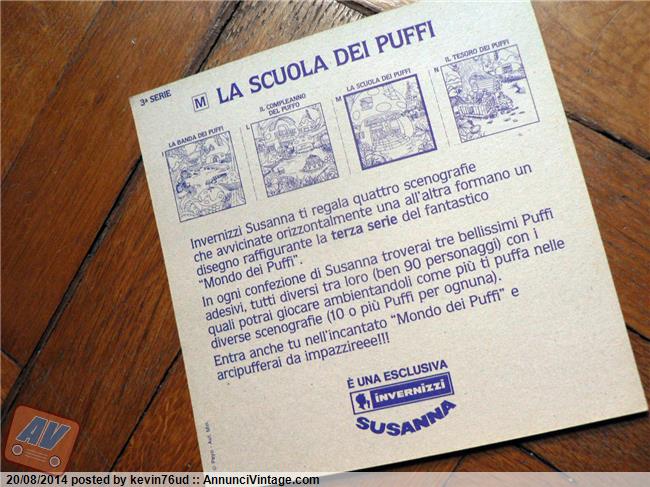 3ª SERIE
M LA SCUOLA DEI PUFFI
I LA BANDA DEI PUFFI
L IL COMPLEANNO
DEL PUFFO
M LA SCUOLA DEI PUFFI
N IL TESORO DEI PUFFI
Invernizzi Susanna ti regala quattro scenografie
che avvicinate orizzontalmente una all'altra formano un
disegno raffigurante la terza serie del fantastico
"Mondo dei Puffi".
In ogni confezione di Susanna troverai tre bellissimi Puffi
adesivi, tutti diversi tra loro (ben 90 personaggi) con i
quali potrai giocare ambientandoli come più ti puffa nelle
diverse scenografie (10 o più Puffi per ognuna).
Entra anche tu nell'incantato "Mondo dei Puffi" e
arcipufferai da impazzireee!!!
È UNA ESCLUSIVA
INVERNIZZI
SUSANNA
© Peyo - Aut. Min.
AV
20/08/2014 posted by kevin76ud :: AnnunciVintage.com